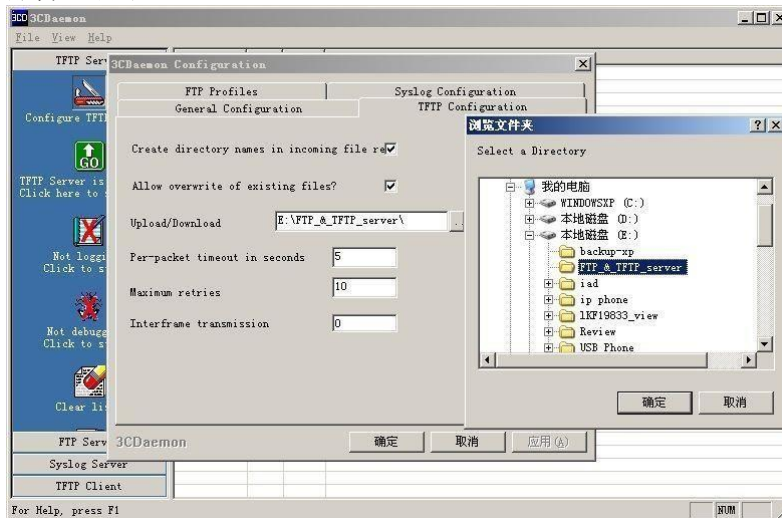 3CD 3CDaemon
File View Help
TFTP Ser
3CDaemon Configuration
FTP Profiles
Syslog Configuration
General Configuration
TFTP Configuration
Configure TFT
GO
TFTP Server is
Click here to s
Not loggi
Click to s
Not debugg
Click to s
Clear li
FTP Serv
Syslog Server
TFTP Client
Create directory names in incoming file re
Allow overwrite of existing files?
Upload/Download
E:\FTP_&_TFTP_server\
Per-packet timeout in seconds
5
Maximum retries
10
Interframe transmission
0
3CDaemon
确定
取消
应用(A)
浏览文件夹
Select a Directory
我的电脑
WINDOWSXP (C:)
本地磁盘 (D:)
本地磁盘 (E:)
backup-xp
FTP_&_TFTP_server
iad
ip phone
lKF19833_view
Review
USB Phone
确定
取消
For Help, press F1
NUM